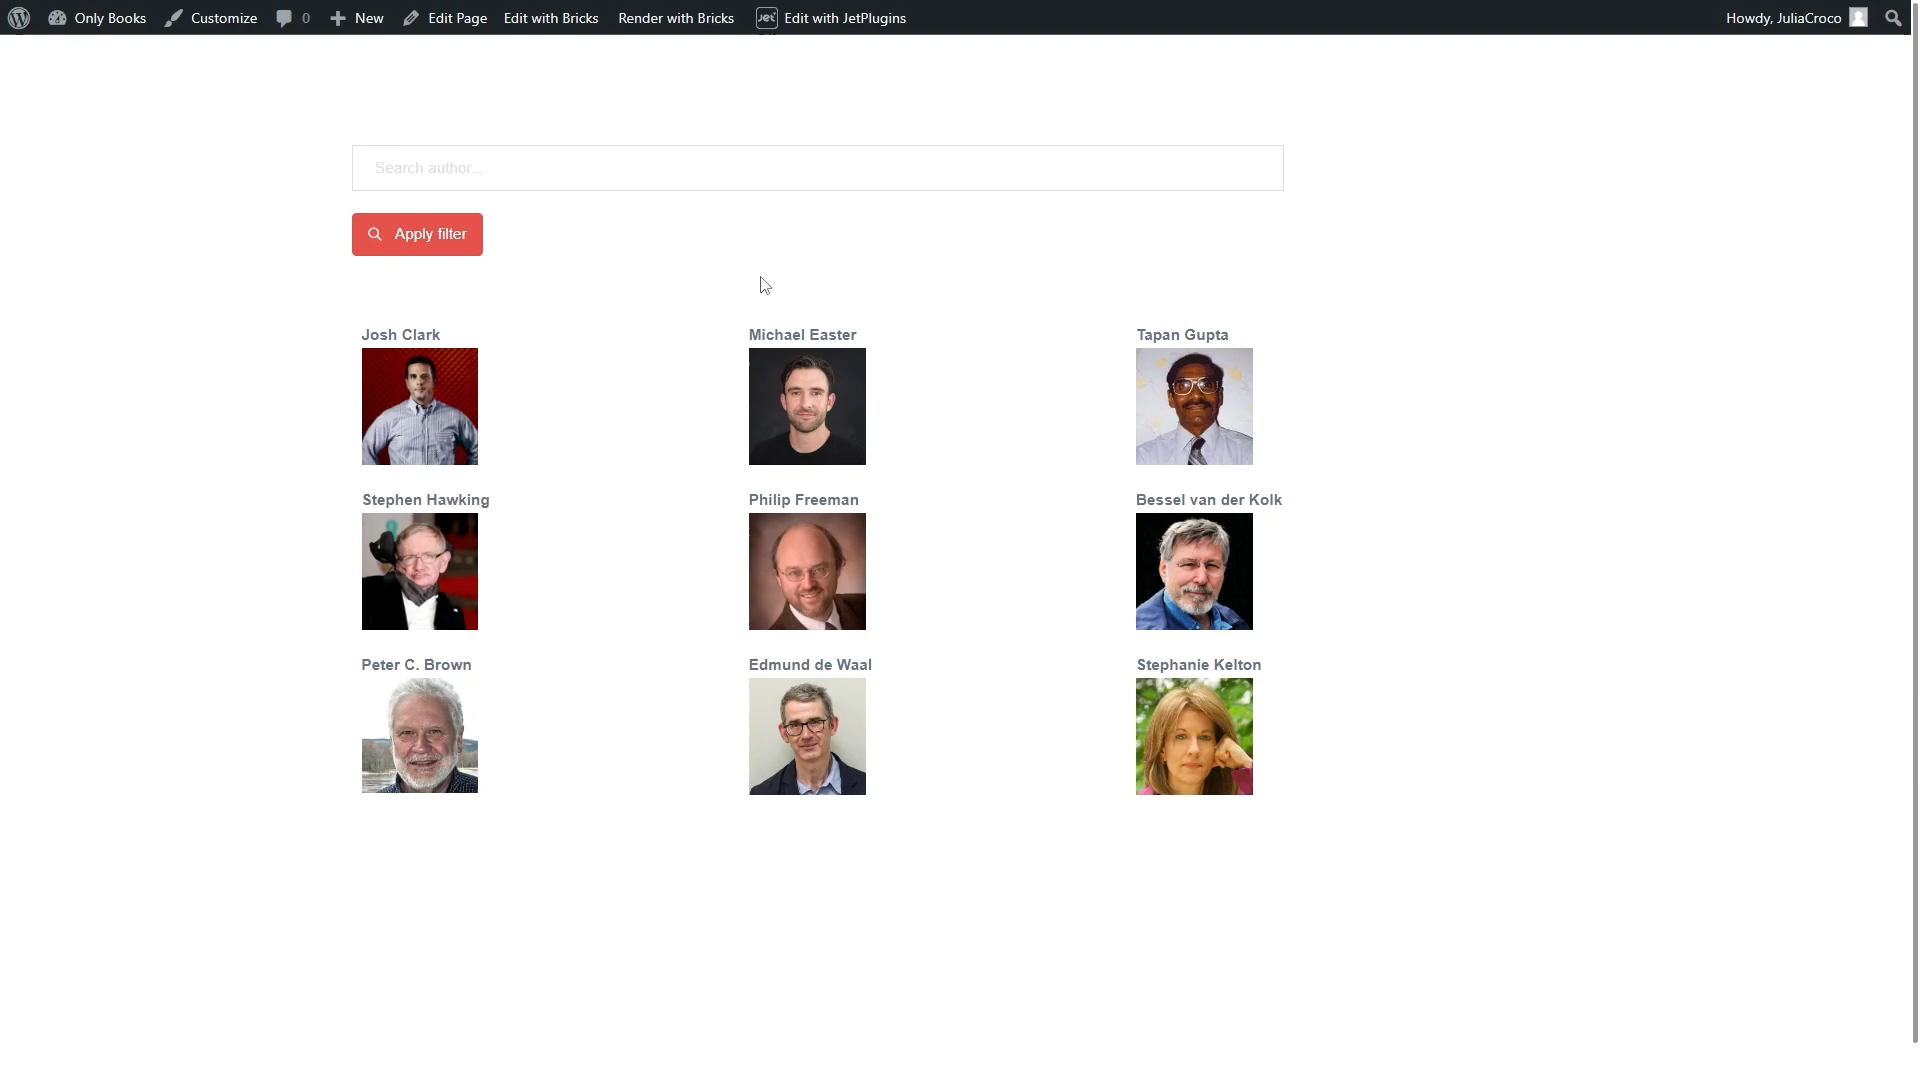 Only Books Customize 0 New Edit Page Edit with Bricks Render with Bricks Jet Edit with JetPlugins Howdy, JuliaCroco
Search author...
Apply filter
Josh Clark Michael Easter Tapan Gupta
Stephen Hawking Philip Freeman Bessel van der Kolk
Peter C. Brown Edmund de Waal Stephanie Kelton